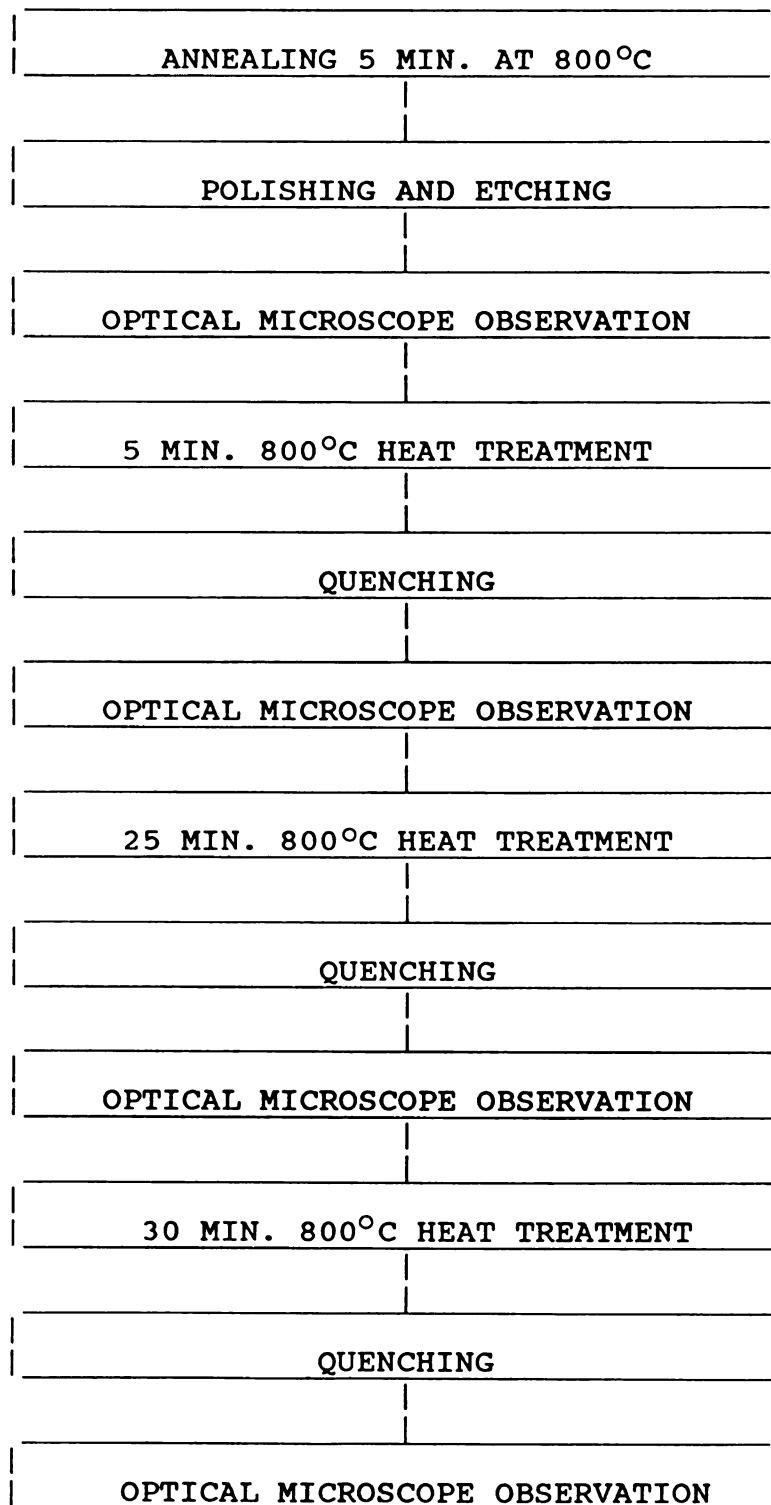 ANNEALING 5 MIN. AT 800°C
POLISHING AND ETCHING
OPTICAL MICROSCOPE OBSERVATION
5 MIN. 800°C HEAT TREATMENT
QUENCHING
OPTICAL MICROSCOPE OBSERVATION
25 MIN. 800°C HEAT TREATMENT
QUENCHING
OPTICAL MICROSCOPE OBSERVATION
30 MIN. 800°C HEAT TREATMENT
QUENCHING
OPTICAL MICROSCOPE OBSERVATION